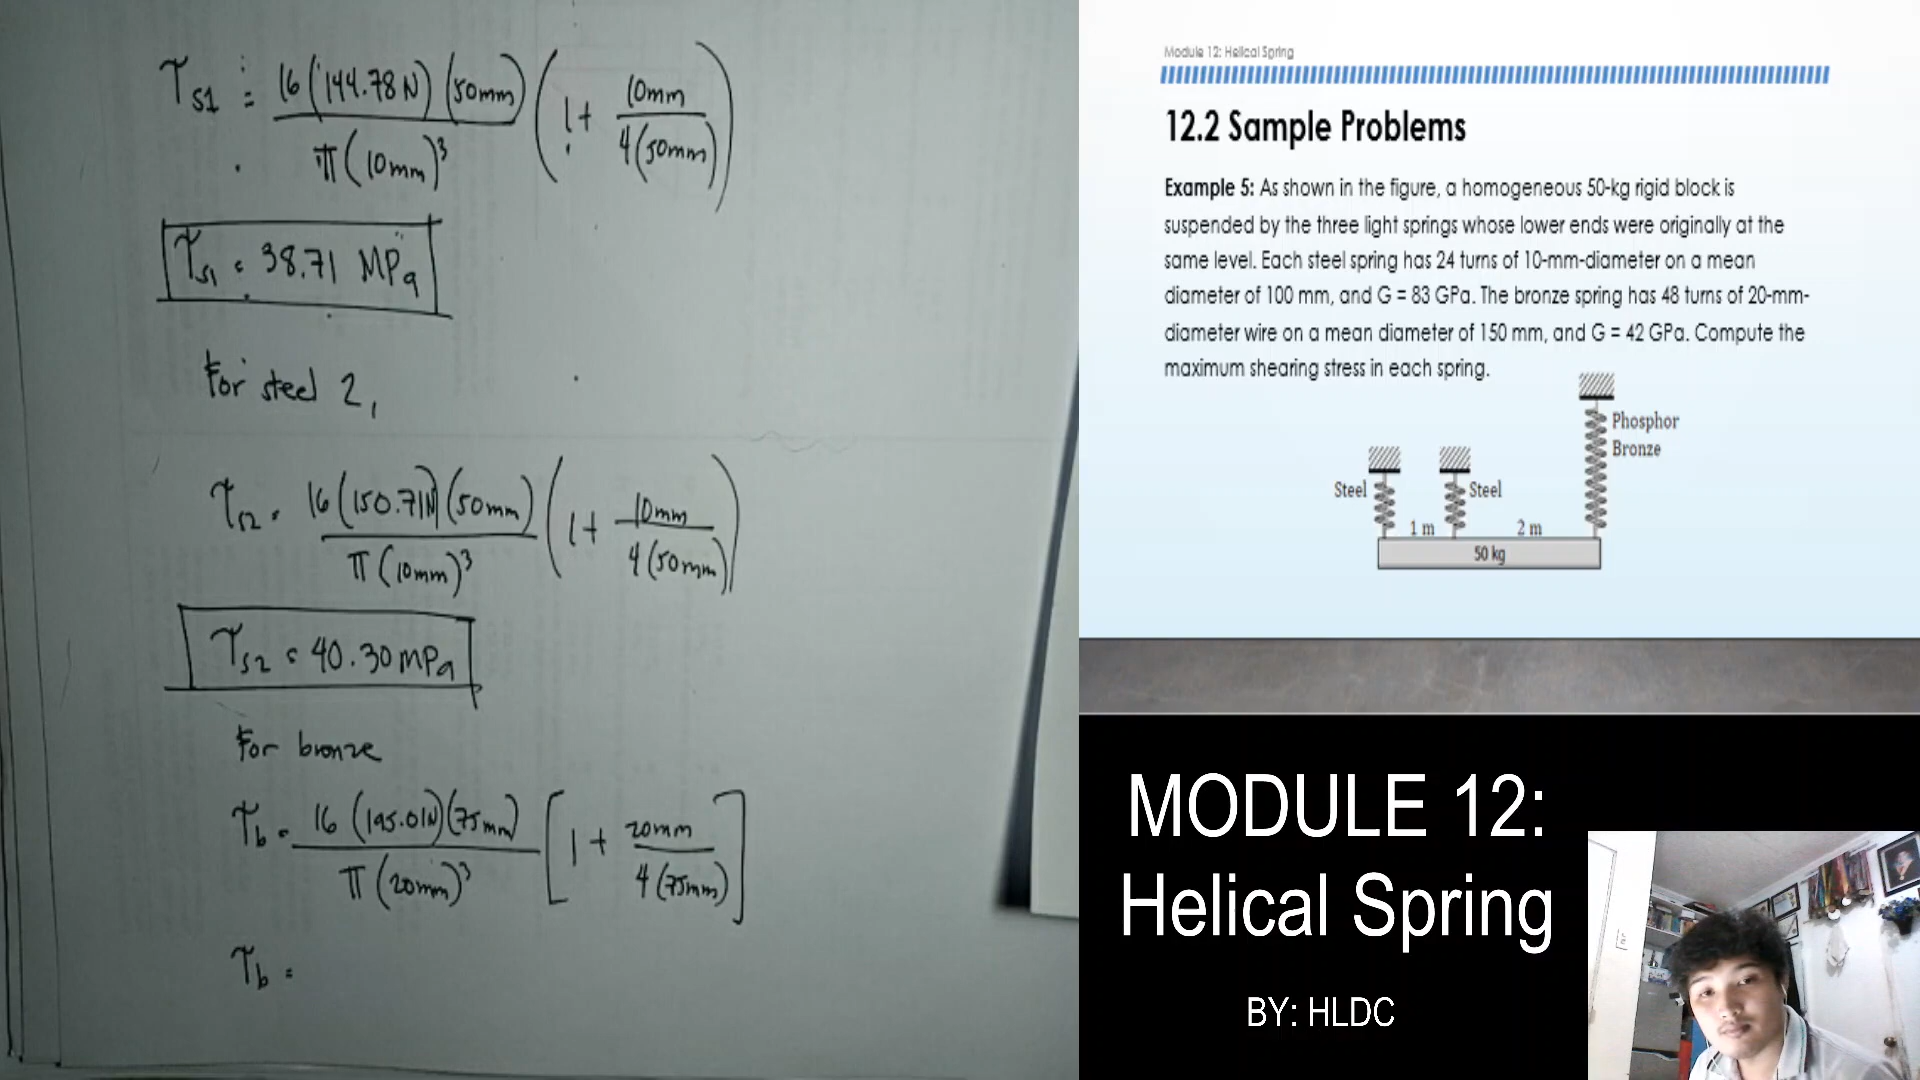 τs1 = 16(144.78N)(50mm) / π(10mm)³ (1 + 10mm / 4(50mm))
τs1 = 38.71 MPa
For steel 2,
τs2 = 16(150.71N)(50mm) / π(10mm)³ (1 + 10mm / 4(50mm))
τs2 = 40.30 MPa
For bronze
τb = 16(195.01N)(75mm) / π(20mm)³ [1 + 20mm / 4(75mm)]
τb =
Module 12: Helical Spring
12.2 Sample Problems
Example 5: As shown in the figure, a homogeneous 50-kg rigid block is
suspended by the three light springs whose lower ends were originally at the
same level. Each steel spring has 24 turns of 10-mm-diameter on a mean
diameter of 100 mm, and G = 83 GPa. The bronze spring has 48 turns of 20-mm-
diameter wire on a mean diameter of 150 mm, and G = 42 GPa. Compute the
maximum shearing stress in each spring.
Phosphor
Bronze
Steel
Steel
1 m
2 m
50 kg
MODULE 12:
Helical Spring
BY: HLDC